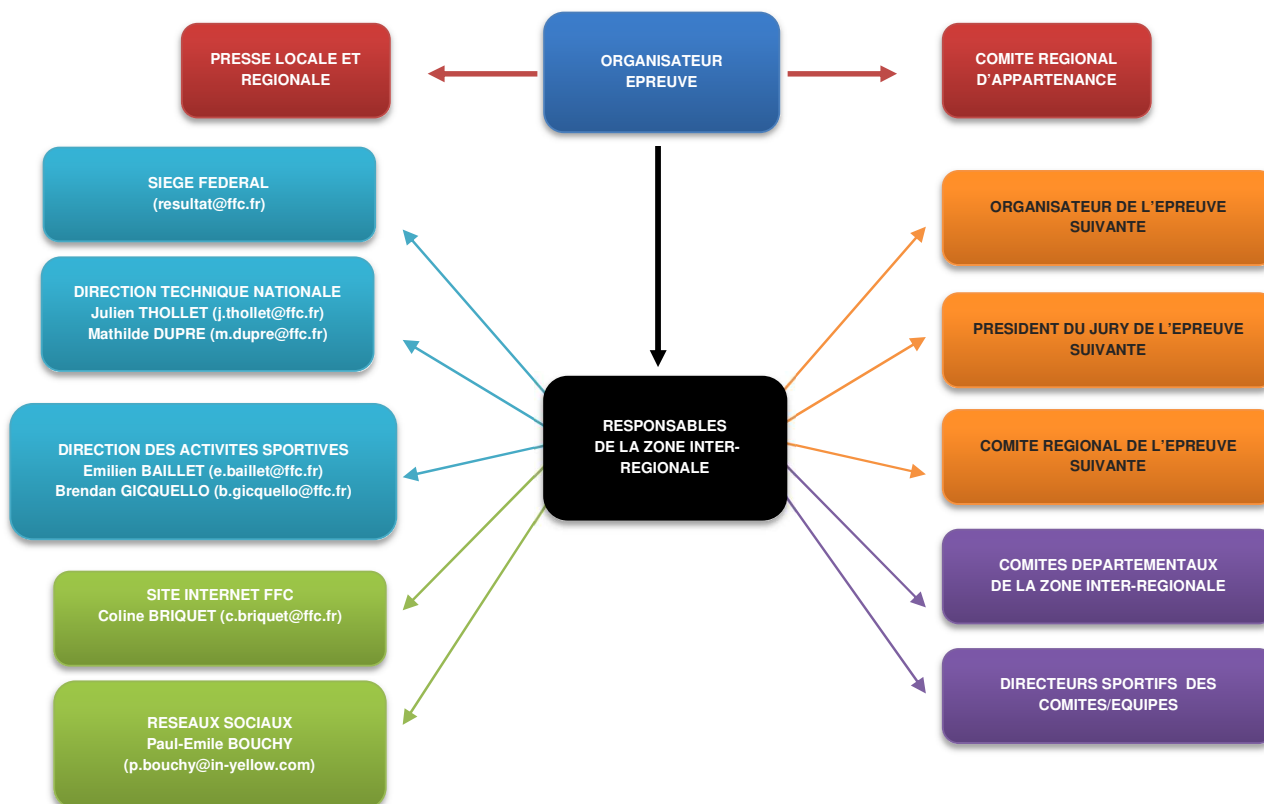 PRESSE LOCALE ET
REGIONALE
ORGANISATEUR
EPREUVE
COMITE REGIONAL
D'APPARTENANCE
SIEGE FEDERAL
(resultat@ffc.fr)
DIRECTION TECHNIQUE NATIONALE
Julien THOLLET (j.thollet@ffc.fr)
Mathilde DUPRE (m.dupre@ffc.fr)
DIRECTION DES ACTIVITES SPORTIVES
Emilien BAILLET (e.baillet@ffc.fr)
Brendan GICQUELLO (b.gicquello@ffc.fr)
SITE INTERNET FFC
Coline BRIQUET (c.briquet@ffc.fr)
RESEAUX SOCIAUX
Paul-Emile BOUCHY
(p.bouchy@in-yellow.com)
RESPONSABLES
DE LA ZONE INTER-
REGIONALE
ORGANISATEUR DE L'EPREUVE
SUIVANTE
PRESIDENT DU JURY DE L'EPREUVE
SUIVANTE
COMITE REGIONAL DE L'EPREUVE
SUIVANTE
COMITES DEPARTEMENTAUX
DE LA ZONE INTER-REGIONALE
DIRECTEURS SPORTIFS DES
COMITES/EQUIPES